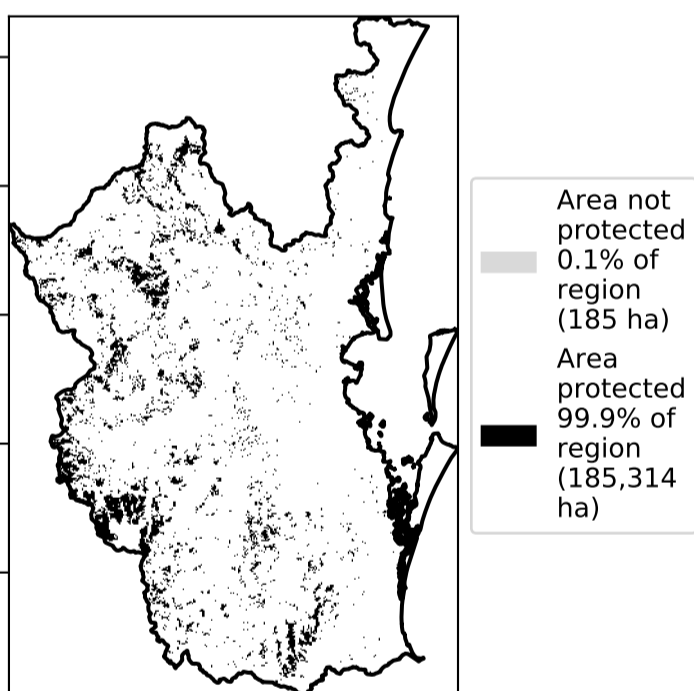 Area not
protected
0.1% of
region
(185 ha)
Area
protected
99.9% of
region
(185,314
ha)